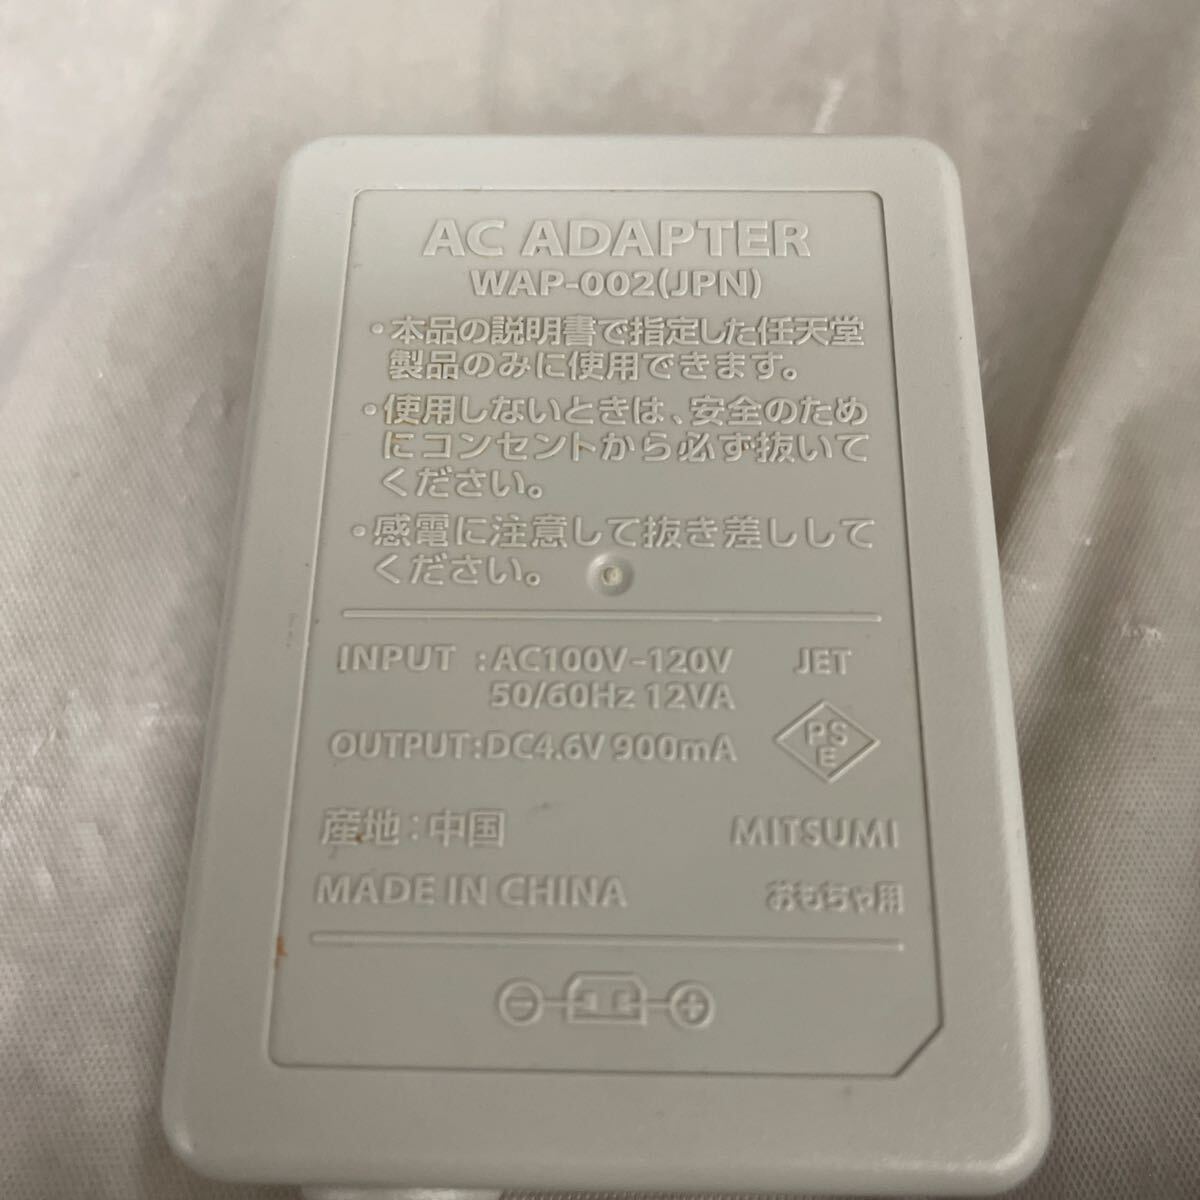 AC ADAPTER
WAP-002(JPN)
・本品の説明書で指定した任天堂
製品のみに使用できます。
・使用しないときは、安全のため
にコンセントから必ず抜いて
ください。
・感電に注意して抜き差しして
ください。
INPUT :AC100V-120V JET
50/60Hz 12VA
OUTPUT:DC4.6V 900mA
PS
E
産地:中国 MITSUMI
MADE IN CHINA おもちゃ用